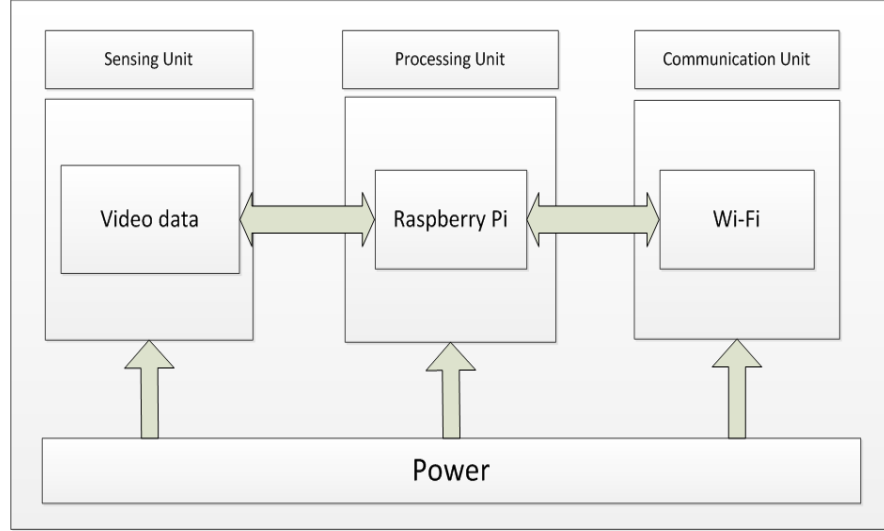 Sensing Unit
Processing Unit
Communication Unit
Video data
Raspberry Pi
Wi-Fi
Power